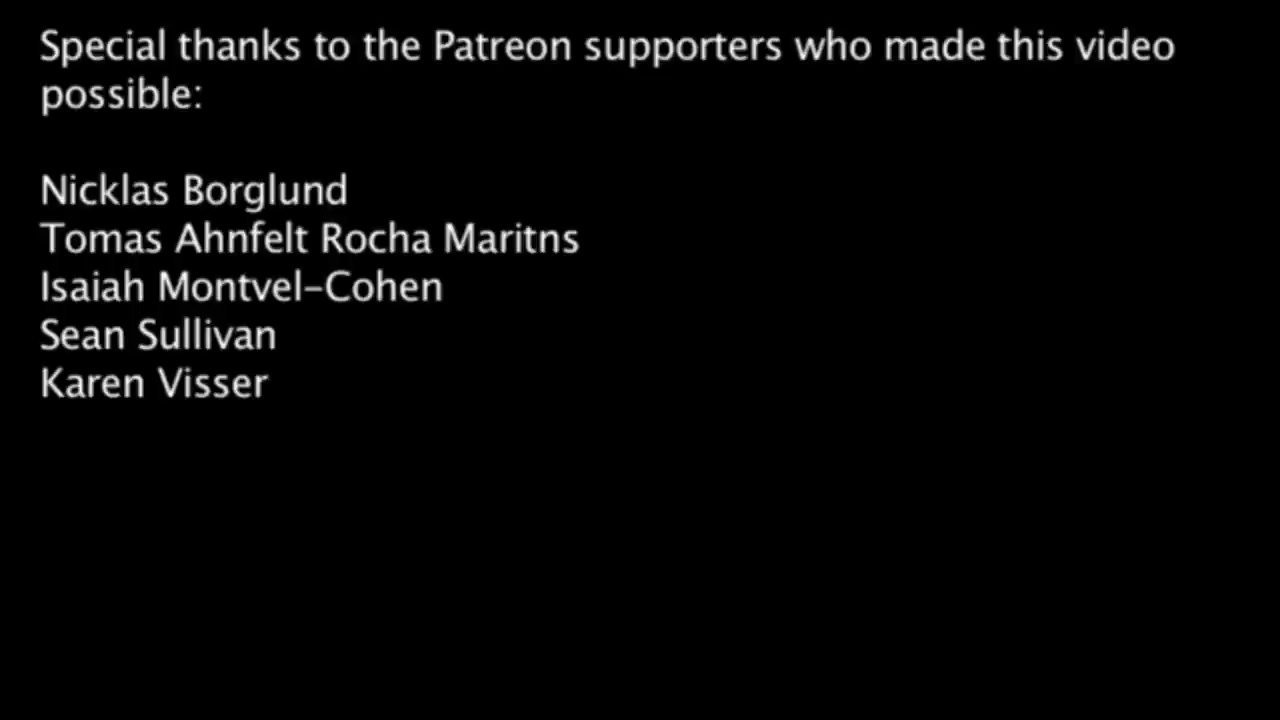 Special thanks to the Patreon supporters who made this video
possible:
Nicklas Borglund
Tomas Ahnfelt Rocha Maritns
Isaiah Montvel-Cohen
Sean Sullivan
Karen Visser